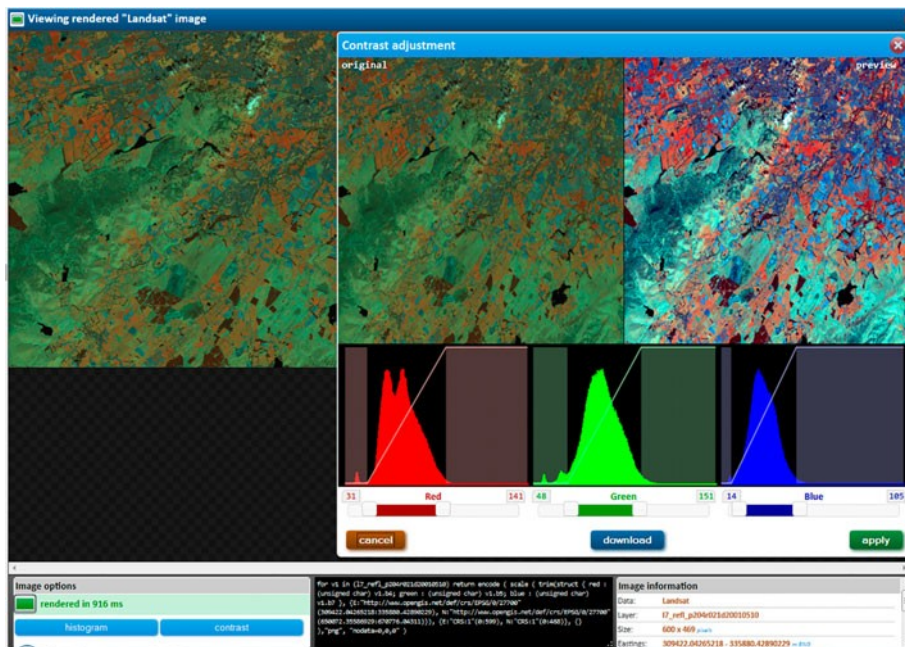 Viewing rendered "Landsat" image
Contrast adjustment
original
preview
31 Red 141
48 Green 151
14 Blue 105
cancel
download
apply
Image options
rendered in 916 ms
histogram
contrast
for v1 in (l7_refl_p204r021d20010510) return encode ( scale ( trim(struct { red :
(unsigned char) v1.b4; green : (unsigned char) v1.b5; blue : (unsigned char)
v1.b7 }, {E:"http://www.opengis.net/def/crs/EPSG/0/27700"
(309422.04265218:335880.42890229), N:"http://www.opengis.net/def/crs/EPSG/0/27700"
{E:"CRS:1"(0:599), N:"CRS:1"(0:468)}, {}
),"png", "nodata=0,0,0" )
Image information
Data: Landsat
Layer: l7_refl_p204r021d20010510
Size: 600 x 469 pixels
Eastings: 309422.04265218 - 335880.42890229